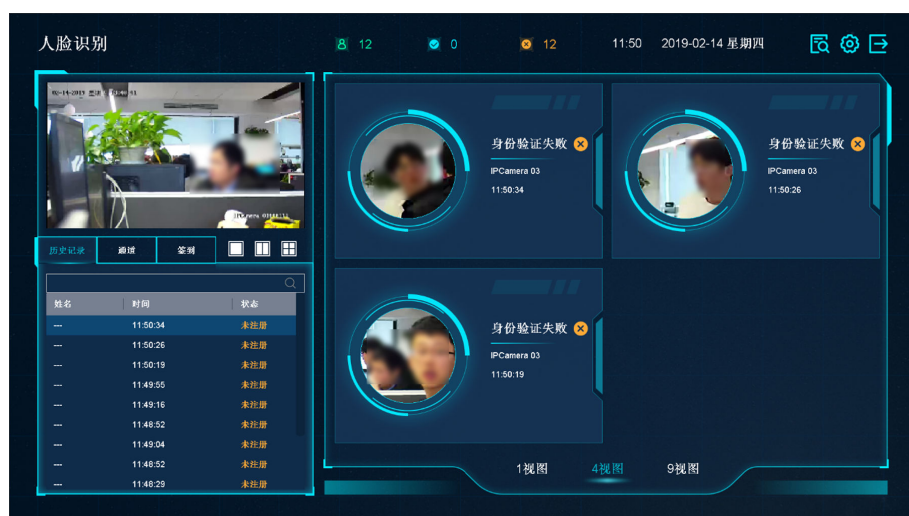 人脸识别
12
0
12
11:50 2019-02-14 星期四
历史记录 通道 签到
姓名 时间 状态
--- 11:50:34 未注册
--- 11:50:26 未注册
--- 11:50:19 未注册
--- 11:49:55 未注册
--- 11:49:16 未注册
--- 11:48:52 未注册
--- 11:49:04 未注册
--- 11:48:52 未注册
--- 11:48:29 未注册
身份验证失败
IPCamera 03
11:50:34
身份验证失败
IPCamera 03
11:50:26
身份验证失败
IPCamera 03
11:50:19
1视图 4视图 9视图